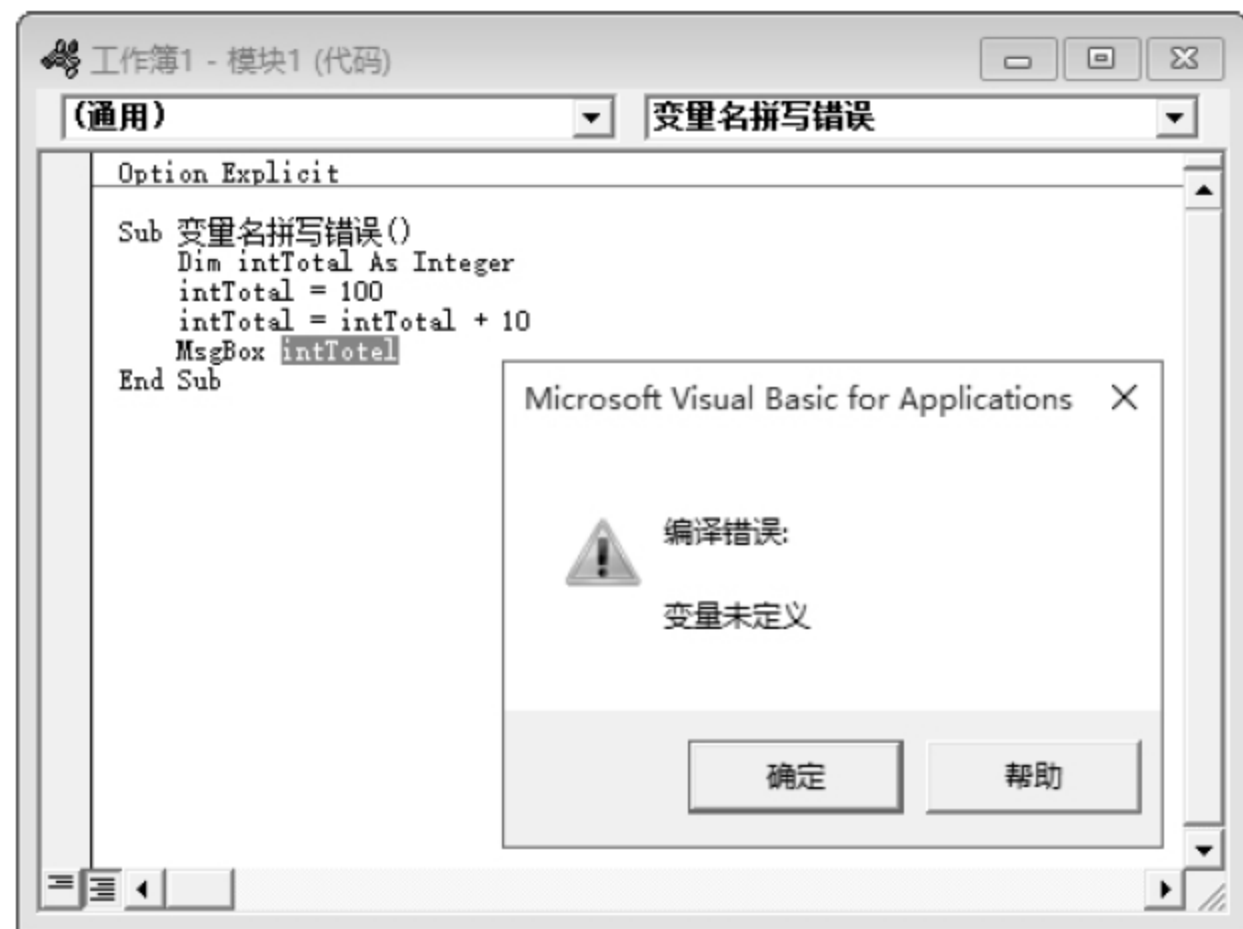 工作簿1 - 模块1 (代码)
(通用)
变量名拼写错误
Option Explicit
Sub 变量名拼写错误()
Dim intTotal As Integer
intTotal = 100
intTotal = intTotal + 10
MsgBox intTotel
End Sub
Microsoft Visual Basic for Applications
编译错误:
变量未定义
确定
帮助